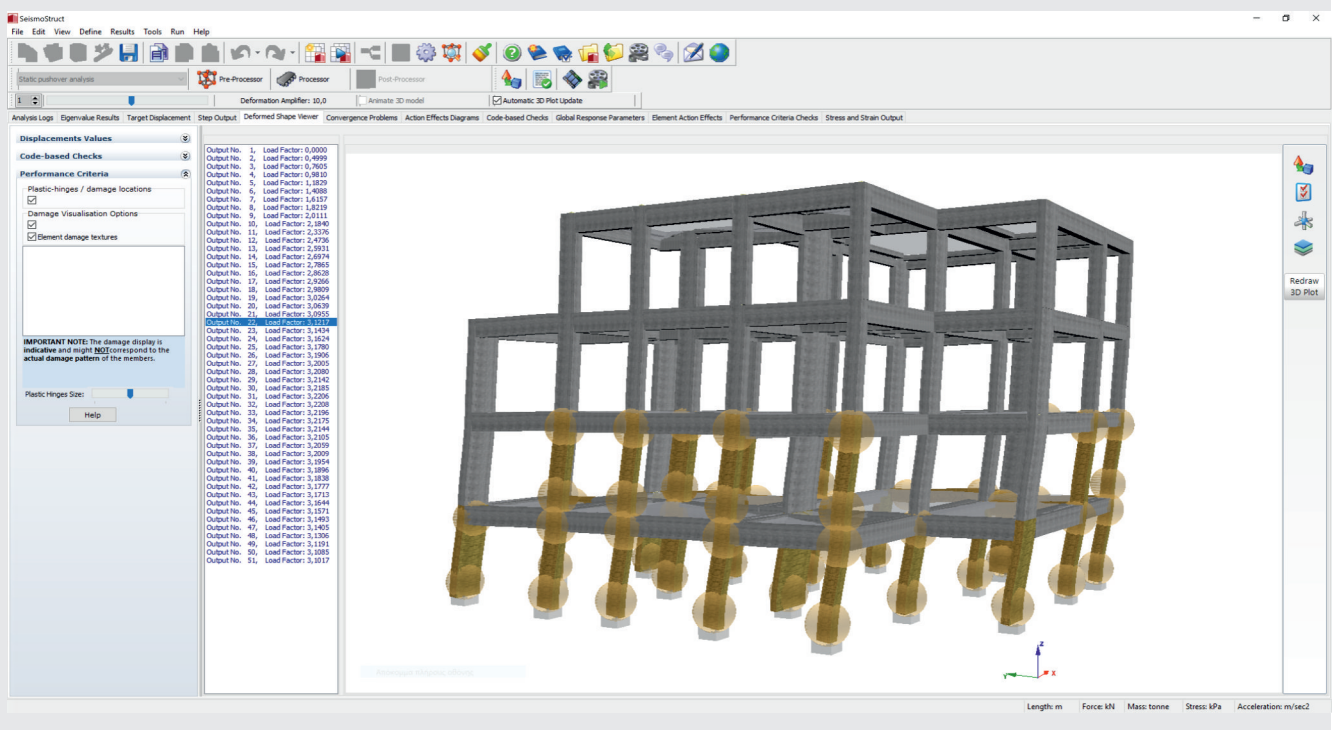 SeismoStruct
File Edit View Define Results Tools Run Help
Static pushover analysis
Pre-Processor
Processor
Post-Processor
1
Deformation Amplifier: 10,0
Animate 3D model
Automatic 3D Plot Update
Analysis Logs Eigenvalue Results Target Displacement Step Output Deformed Shape Viewer Convergence Problems Action Effects Diagrams Code-based Checks Global Response Parameters Element Action Effects Performance Criteria Checks Stress and Strain Output
Displacements Values
Code-based Checks
Performance Criteria
Plastic-hinges / damage locations
Damage Visualisation Options
Element damage textures
IMPORTANT NOTE: The damage display is
indicative and might NOTcorrespond to the
actual damage pattern of the members.
Plastic Hinges Size:
Help
Output No. 1, Load Factor: 0,0000
Output No. 2, Load Factor: 0,4999
Output No. 3, Load Factor: 0,7605
Output No. 4, Load Factor: 0,9810
Output No. 5, Load Factor: 1,1829
Output No. 6, Load Factor: 1,4088
Output No. 7, Load Factor: 1,6157
Output No. 8, Load Factor: 1,8219
Output No. 9, Load Factor: 2,0111
Output No. 10, Load Factor: 2,1840
Output No. 11, Load Factor: 2,3376
Output No. 12, Load Factor: 2,4736
Output No. 13, Load Factor: 2,5931
Output No. 14, Load Factor: 2,6974
Output No. 15, Load Factor: 2,7865
Output No. 16, Load Factor: 2,8628
Output No. 17, Load Factor: 2,9266
Output No. 18, Load Factor: 2,9809
Output No. 19, Load Factor: 3,0264
Output No. 20, Load Factor: 3,0639
Output No. 21, Load Factor: 3,0955
Output No. 22, Load Factor: 3,1217
Output No. 23, Load Factor: 3,1434
Output No. 24, Load Factor: 3,1624
Output No. 25, Load Factor: 3,1780
Output No. 26, Load Factor: 3,1906
Output No. 27, Load Factor: 3,2005
Output No. 28, Load Factor: 3,2080
Output No. 29, Load Factor: 3,2142
Output No. 30, Load Factor: 3,2185
Output No. 31, Load Factor: 3,2206
Output No. 32, Load Factor: 3,2208
Output No. 33, Load Factor: 3,2196
Output No. 34, Load Factor: 3,2175
Output No. 35, Load Factor: 3,2144
Output No. 36, Load Factor: 3,2105
Output No. 37, Load Factor: 3,2059
Output No. 38, Load Factor: 3,2009
Output No. 39, Load Factor: 3,1954
Output No. 40, Load Factor: 3,1896
Output No. 41, Load Factor: 3,1838
Output No. 42, Load Factor: 3,1777
Output No. 43, Load Factor: 3,1713
Output No. 44, Load Factor: 3,1644
Output No. 45, Load Factor: 3,1571
Output No. 46, Load Factor: 3,1493
Output No. 47, Load Factor: 3,1405
Output No. 48, Load Factor: 3,1306
Output No. 49, Load Factor: 3,1191
Output No. 50, Load Factor: 3,1085
Output No. 51, Load Factor: 3,1017
Redraw
3D Plot
Z
Y
X
Length: m Force: kN Mass: tonne Stress: kPa Acceleration: m/sec2